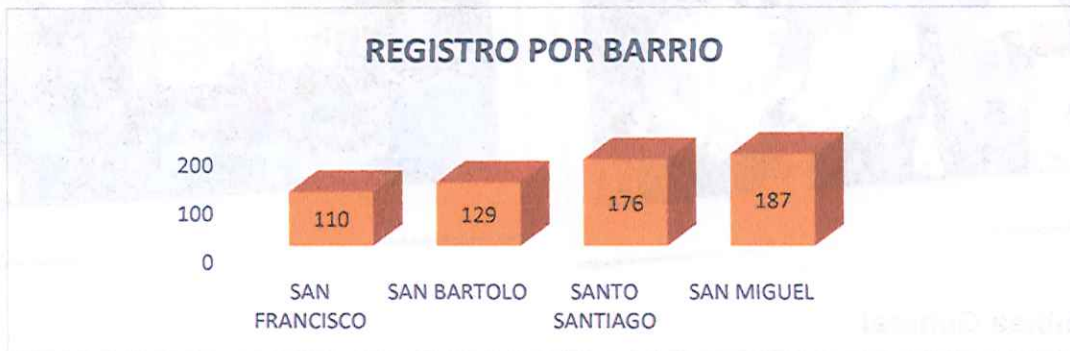 REGISTRO POR BARRIO
200
100
0
110
129
176
187
SAN FRANCISCO
SAN BARTOLO
SANTO SANTIAGO
SAN MIGUEL